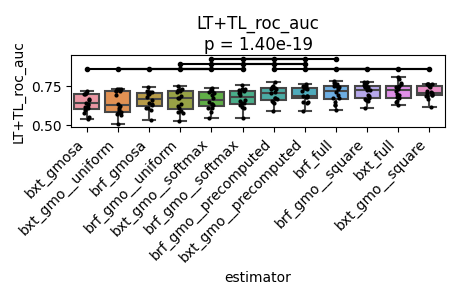 LT+TL_roc_auc
p = 1.40e-19
LT+TL_roc_auc
0.75
0.50
bxt_gmosa
bxt_gmo__uniform
brf_gmosa
brf_gmo__uniform
bxt_gmo__softmax
brf_gmo__softmax
brf_gmo__precomputed
bxt_gmo__precomputed
brf_full
brf_gmo__square
bxt_full
bxt_gmo__square
estimator